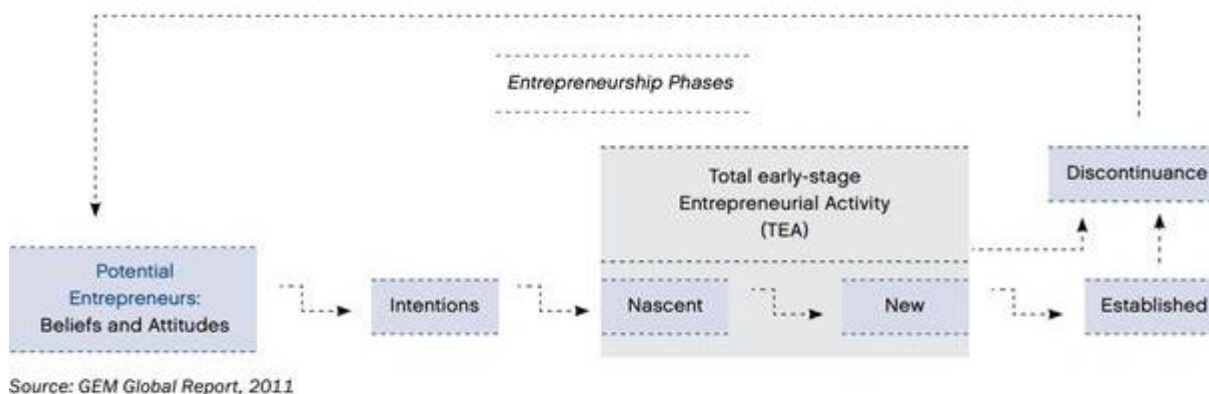 Entrepreneurship Phases
Total early-stage
Entrepreneurial Activity
(TEA)
Discontinuance
Potential
Entrepreneurs:
Beliefs and Attitudes
Intentions
Nascent
New
Established
Source: GEM Global Report, 2011